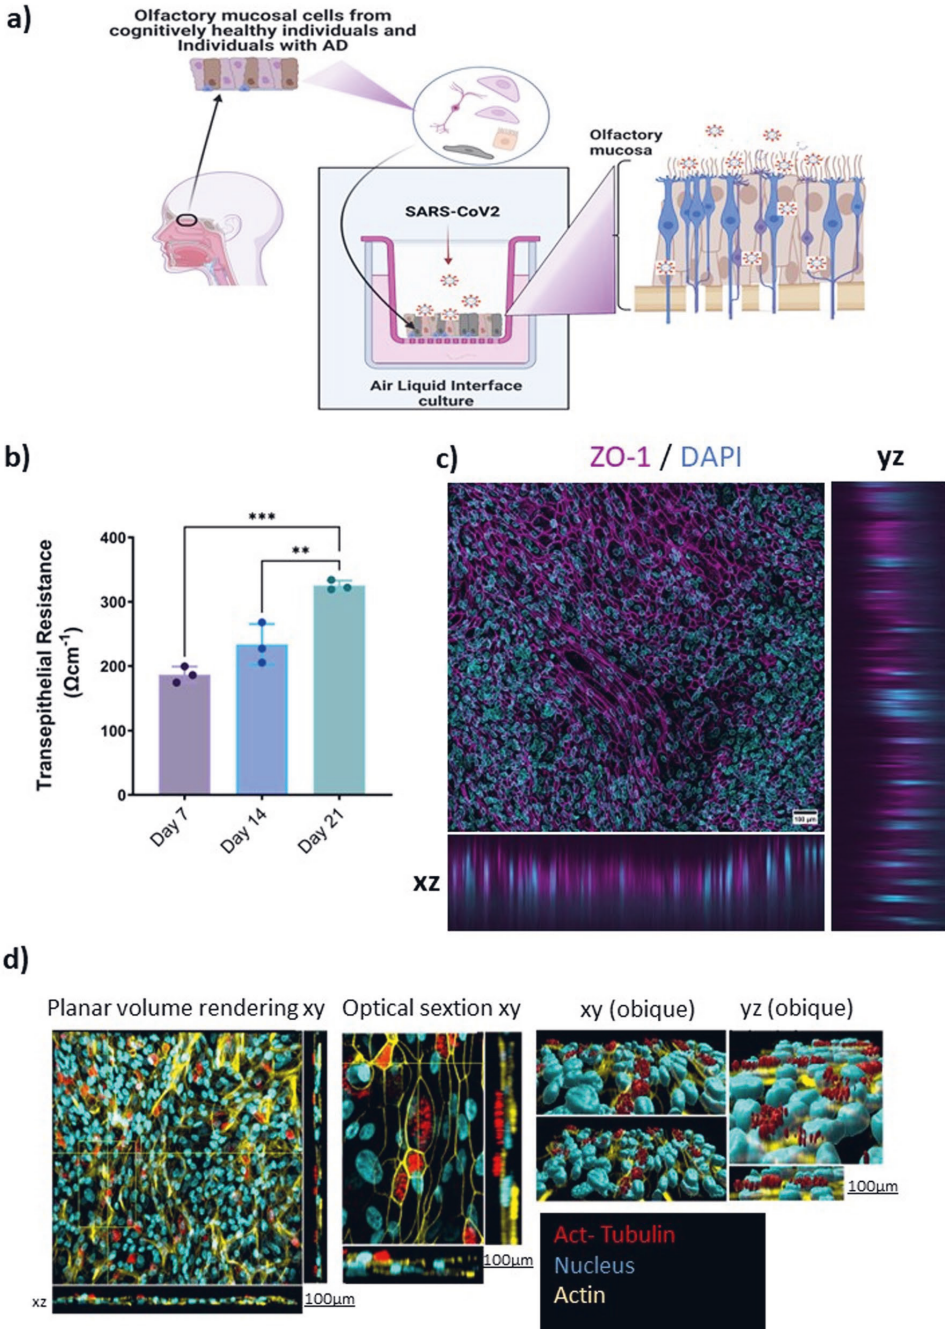 a)
Olfactory mucosal cells from
cognitively healthy individuals and
Individuals with AD
Olfactory
mucosa
SARS-CoV2
Air Liquid Interface
culture
b)
Transepithelial Resistance
(Ωcm⁻¹)
400
300
200
100
0
***
**
Day 7
Day 14
Day 21
c)
ZO-1 / DAPI
yz
100 µm
xz
d)
Planar volume rendering xy
Optical sextion xy
xy (obique)
yz (obique)
100µm
100µm
100µm
xz
Act- Tubulin
Nucleus
Actin